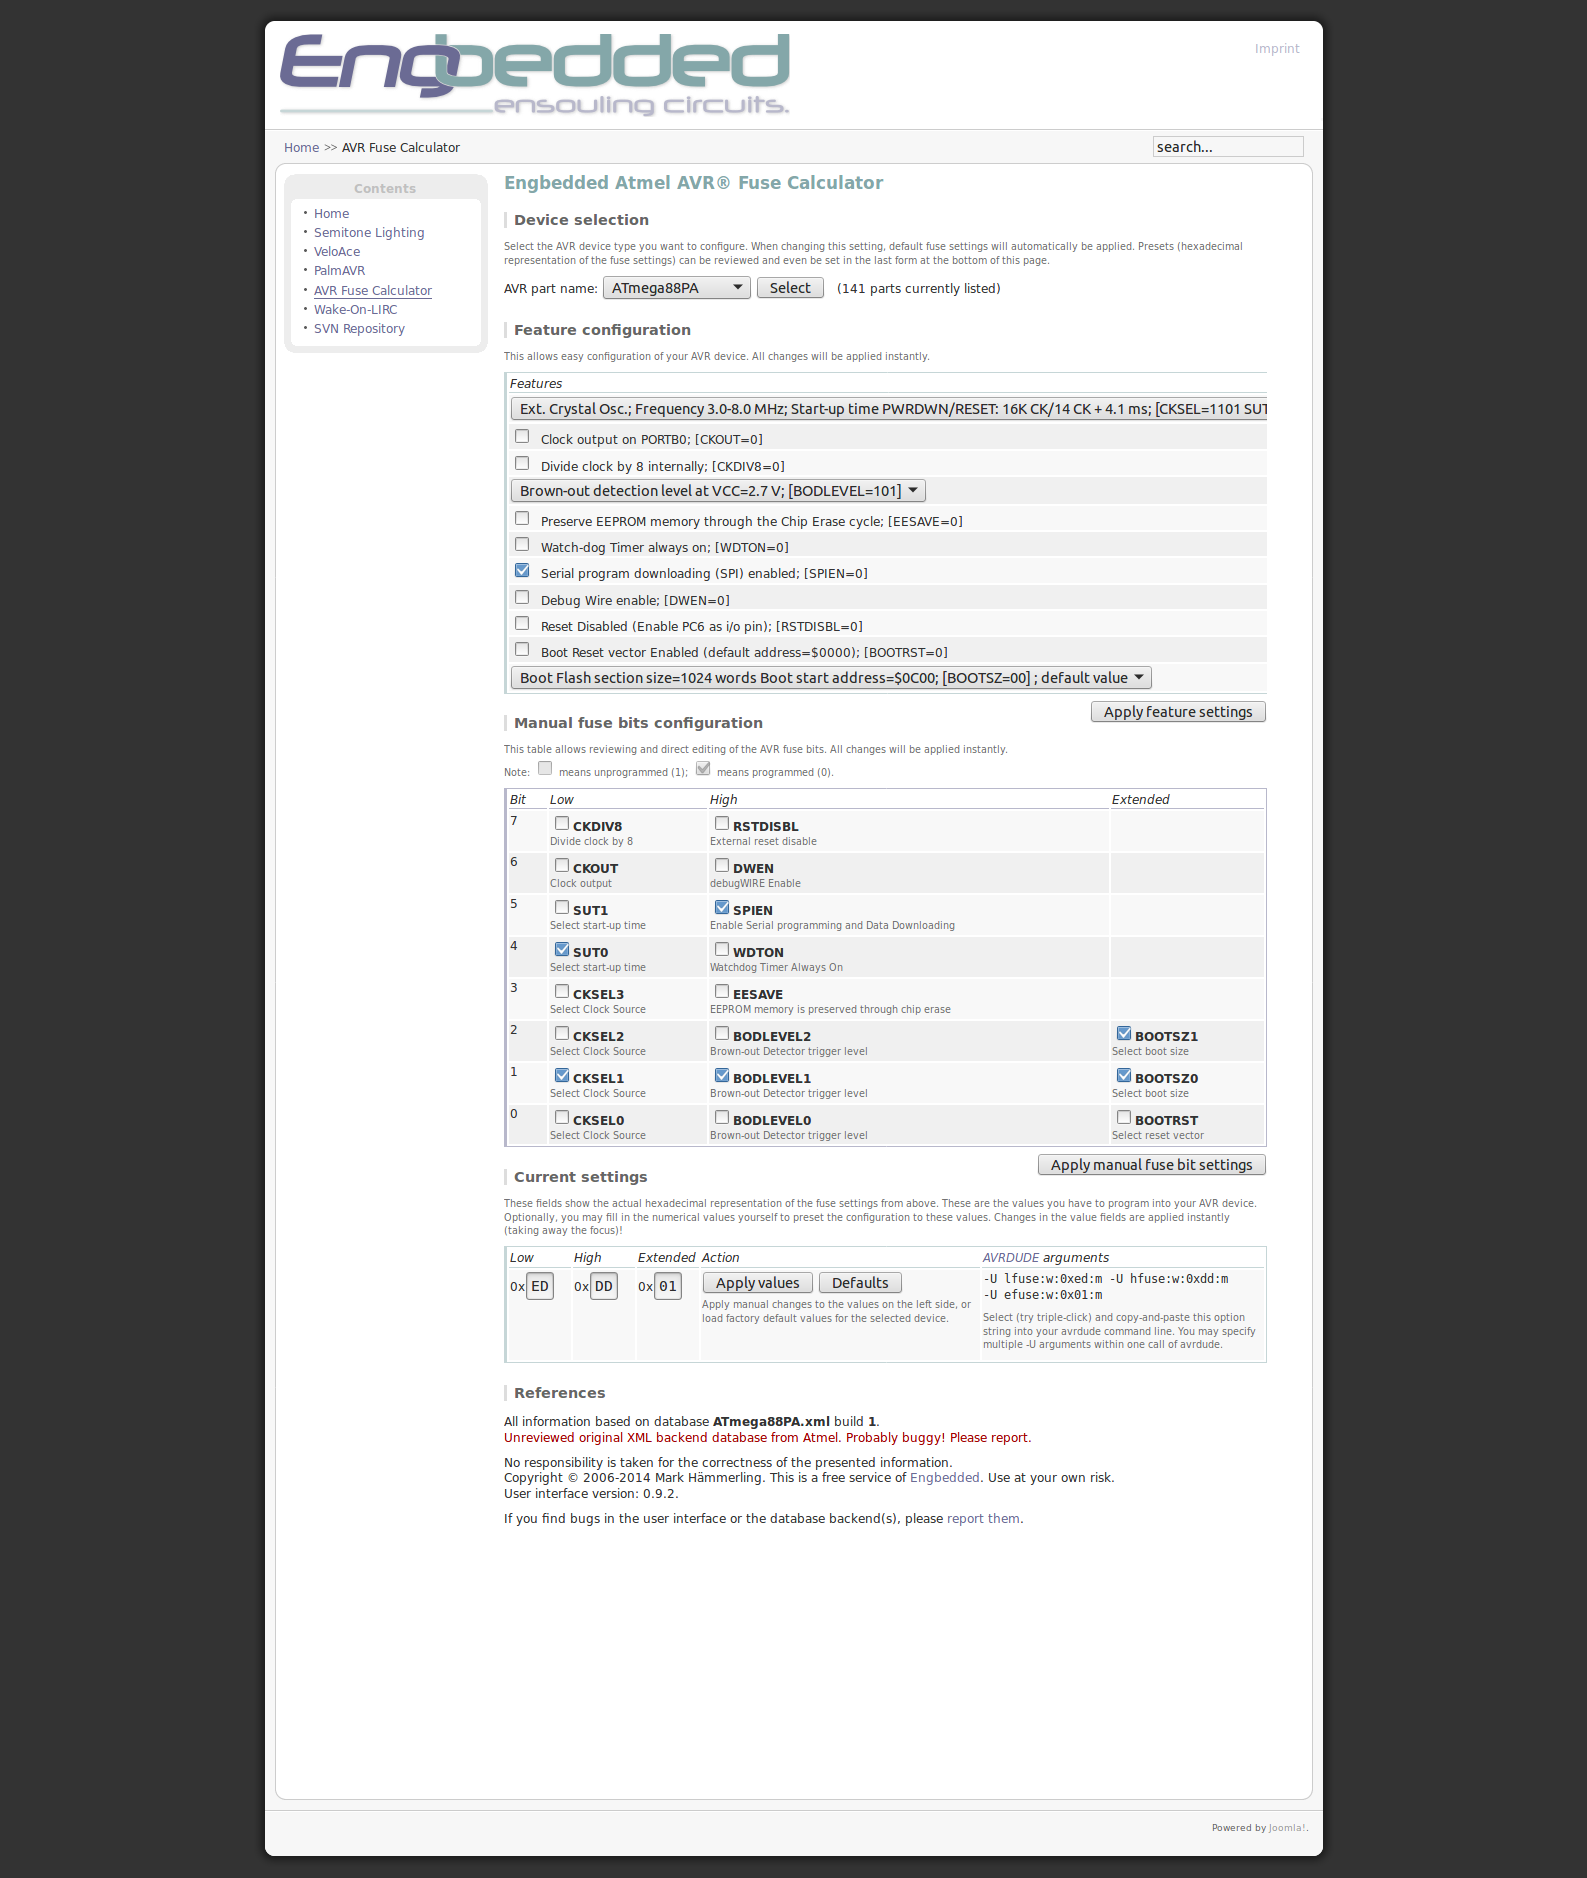 Engbedded
ensouling circuits.
Imprint
Home >> AVR Fuse Calculator
search...
Contents
Home
Semitone Lighting
VeloAce
PalmAVR
AVR Fuse Calculator
Wake-On-LIRC
SVN Repository
Engbedded Atmel AVR® Fuse Calculator
Device selection
Select the AVR device type you want to configure. When changing this setting, default fuse settings will automatically be applied. Presets (hexadecimal
representation of the fuse settings) can be reviewed and even be set in the last form at the bottom of this page.
AVR part name: ATmega88PA Select (141 parts currently listed)
Feature configuration
This allows easy configuration of your AVR device. All changes will be applied instantly.
Features
Ext. Crystal Osc.; Frequency 3.0-8.0 MHz; Start-up time PWRDWN/RESET: 16K CK/14 CK + 4.1 ms; [CKSEL=1101 SUT
Clock output on PORTB0; [CKOUT=0]
Divide clock by 8 internally; [CKDIV8=0]
Brown-out detection level at VCC=2.7 V; [BODLEVEL=101]
Preserve EEPROM memory through the Chip Erase cycle; [EESAVE=0]
Watch-dog Timer always on; [WDTON=0]
Serial program downloading (SPI) enabled; [SPIEN=0]
Debug Wire enable; [DWEN=0]
Reset Disabled (Enable PC6 as i/o pin); [RSTDISBL=0]
Boot Reset vector Enabled (default address=$0000); [BOOTRST=0]
Boot Flash section size=1024 words Boot start address=$0C00; [BOOTSZ=00] ; default value
Apply feature settings
Manual fuse bits configuration
This table allows reviewing and direct editing of the AVR fuse bits. All changes will be applied instantly.
Note: means unprogrammed (1); means programmed (0).
Bit Low High Extended
7 CKDIV8 RSTDISBL
Divide clock by 8 External reset disable
6 CKOUT DWEN
Clock output debugWIRE Enable
5 SUT1 SPIEN
Select start-up time Enable Serial programming and Data Downloading
4 SUT0 WDTON
Select start-up time Watchdog Timer Always On
3 CKSEL3 EESAVE
Select Clock Source EEPROM memory is preserved through chip erase
2 CKSEL2 BODLEVEL2 BOOTSZ1
Select Clock Source Brown-out Detector trigger level Select boot size
1 CKSEL1 BODLEVEL1 BOOTSZ0
Select Clock Source Brown-out Detector trigger level Select boot size
0 CKSEL0 BODLEVEL0 BOOTRST
Select Clock Source Brown-out Detector trigger level Select reset vector
Apply manual fuse bit settings
Current settings
These fields show the actual hexadecimal representation of the fuse settings from above. These are the values you have to program into your AVR device.
Optionally, you may fill in the numerical values yourself to preset the configuration to these values. Changes in the value fields are applied instantly
(taking away the focus)!
Low High Extended Action AVRDUDE arguments
0x ED 0x DD 0x 01 Apply values Defaults -U lfuse:w:0xed:m -U hfuse:w:0xdd:m
-U efuse:w:0x01:m
Apply manual changes to the values on the left side, or
load factory default values for the selected device.
Select (try triple-click) and copy-and-paste this option
string into your avrdude command line. You may specify
multiple -U arguments within one call of avrdude.
References
All information based on database ATmega88PA.xml build 1.
Unreviewed original XML backend database from Atmel. Probably buggy! Please report.
No responsibility is taken for the correctness of the presented information.
Copyright © 2006-2014 Mark Hämmerling. This is a free service of Engbedded. Use at your own risk.
User interface version: 0.9.2.
If you find bugs in the user interface or the database backend(s), please report them.
Powered by Joomla!.